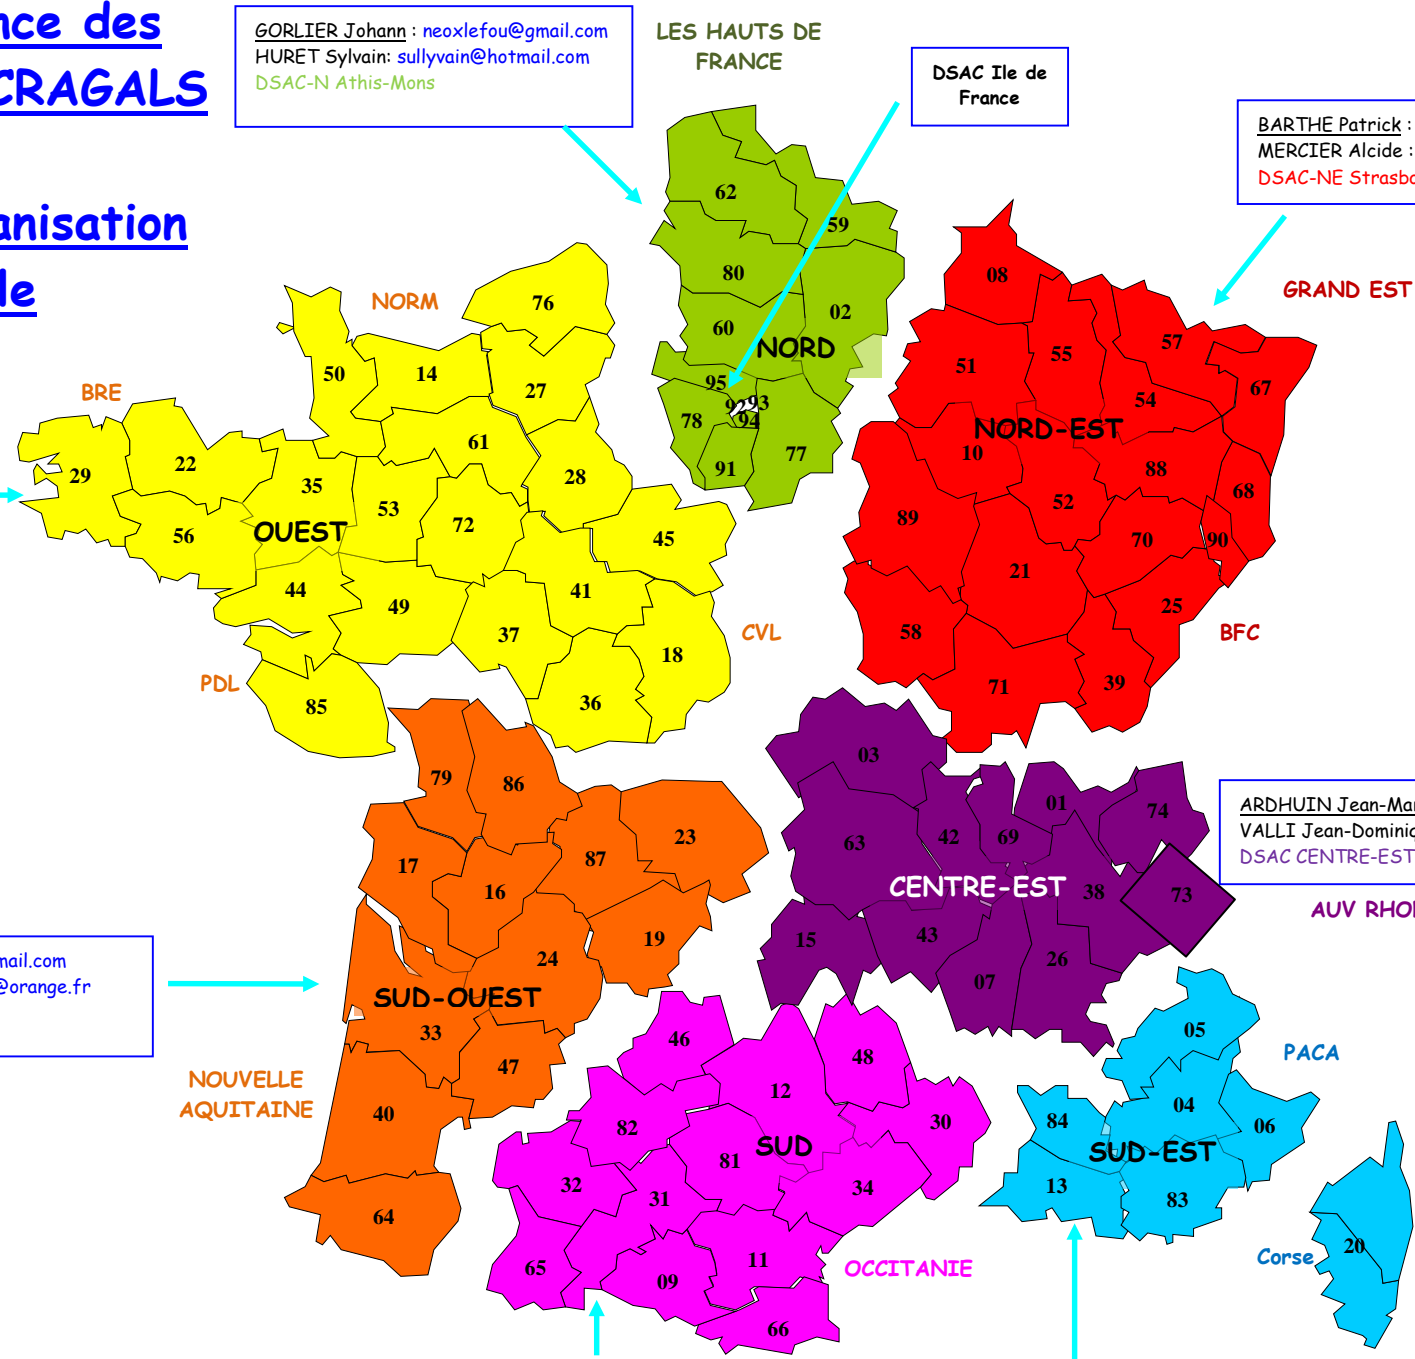 nce des
CRAGALS
anisation
le
GORLIER Johann : neoxlefou@gmail.com
HURET Sylvain: sullyvain@hotmail.com
DSAC-N Athis-Mons
LES HAUTS DE
FRANCE
DSAC Ile de
France
BARTHE Patrick :
MERCIER Alcide :
DSAC-NE Strasbo
GRAND EST
62
59
80
02
60
NORD
95
92
93
94
78
77
91
08
51
55
57
67
54
NORD-EST
10
88
68
52
89
70
90
21
25
58
BFC
71
39
NORM
76
BRE
50
14
27
61
29
22
35
28
53
72
56
OUEST
45
44
49
41
37
CVL
18
PDL
85
36
79
86
17
16
87
23
24
19
SUD-OUEST
33
47
NOUVELLE
AQUITAINE
40
64
mail.com
@orange.fr
03
01
74
63
42
69
CENTRE-EST
38
73
15
43
07
26
ARDHUIN Jean-Mar
VALLI Jean-Dominiq
DSAC CENTRE-EST
AUV RHO
46
48
12
82
30
SUD
81
32
31
34
65
09
11
66
OCCITANIE
05
PACA
04
84
06
SUD-EST
13
83
Corse
20